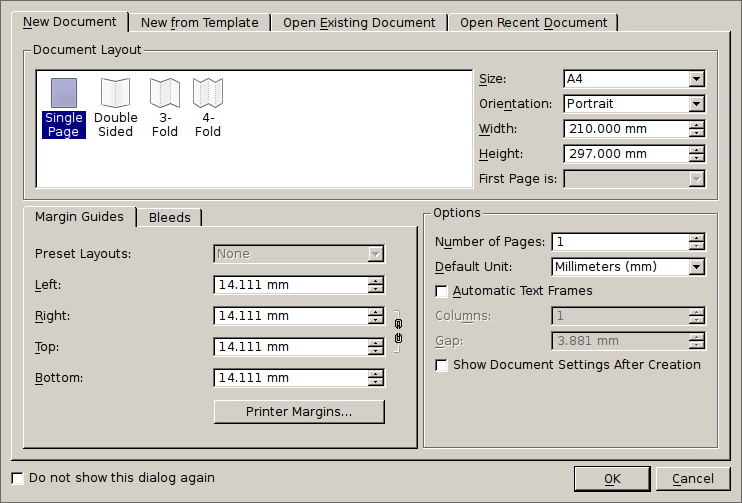 New Document
New from Template
Open Existing Document
Open Recent Document
Document Layout
Single
Page
Double
Sided
3-
Fold
4-
Fold
Size: A4
Orientation: Portrait
Width: 210.000 mm
Height: 297.000 mm
First Page is:
Margin Guides
Bleeds
Preset Layouts: None
Left: 14.111 mm
Right: 14.111 mm
Top: 14.111 mm
Bottom: 14.111 mm
Printer Margins...
Options
Number of Pages: 1
Default Unit: Millimeters (mm)
Automatic Text Frames
Columns: 1
Gap: 3.881 mm
Show Document Settings After Creation
Do not show this dialog again
OK
Cancel